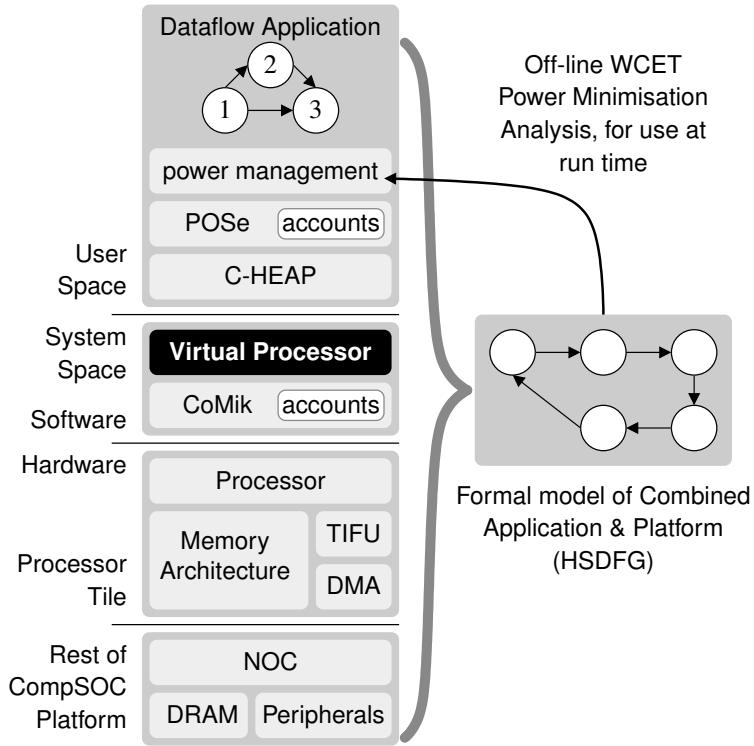 Dataflow Application
2
1
3
power management
POSe
accounts
C-HEAP
User
Space
System
Space
Virtual Processor
CoMik
accounts
Software
Hardware
Processor
Memory
Architecture
TIFU
DMA
Processor
Tile
Rest of
CompSOC
Platform
NOC
DRAM
Peripherals
Off-line WCET
Power Minimisation
Analysis, for use at
run time
Formal model of Combined
Application & Platform
(HSDFG)